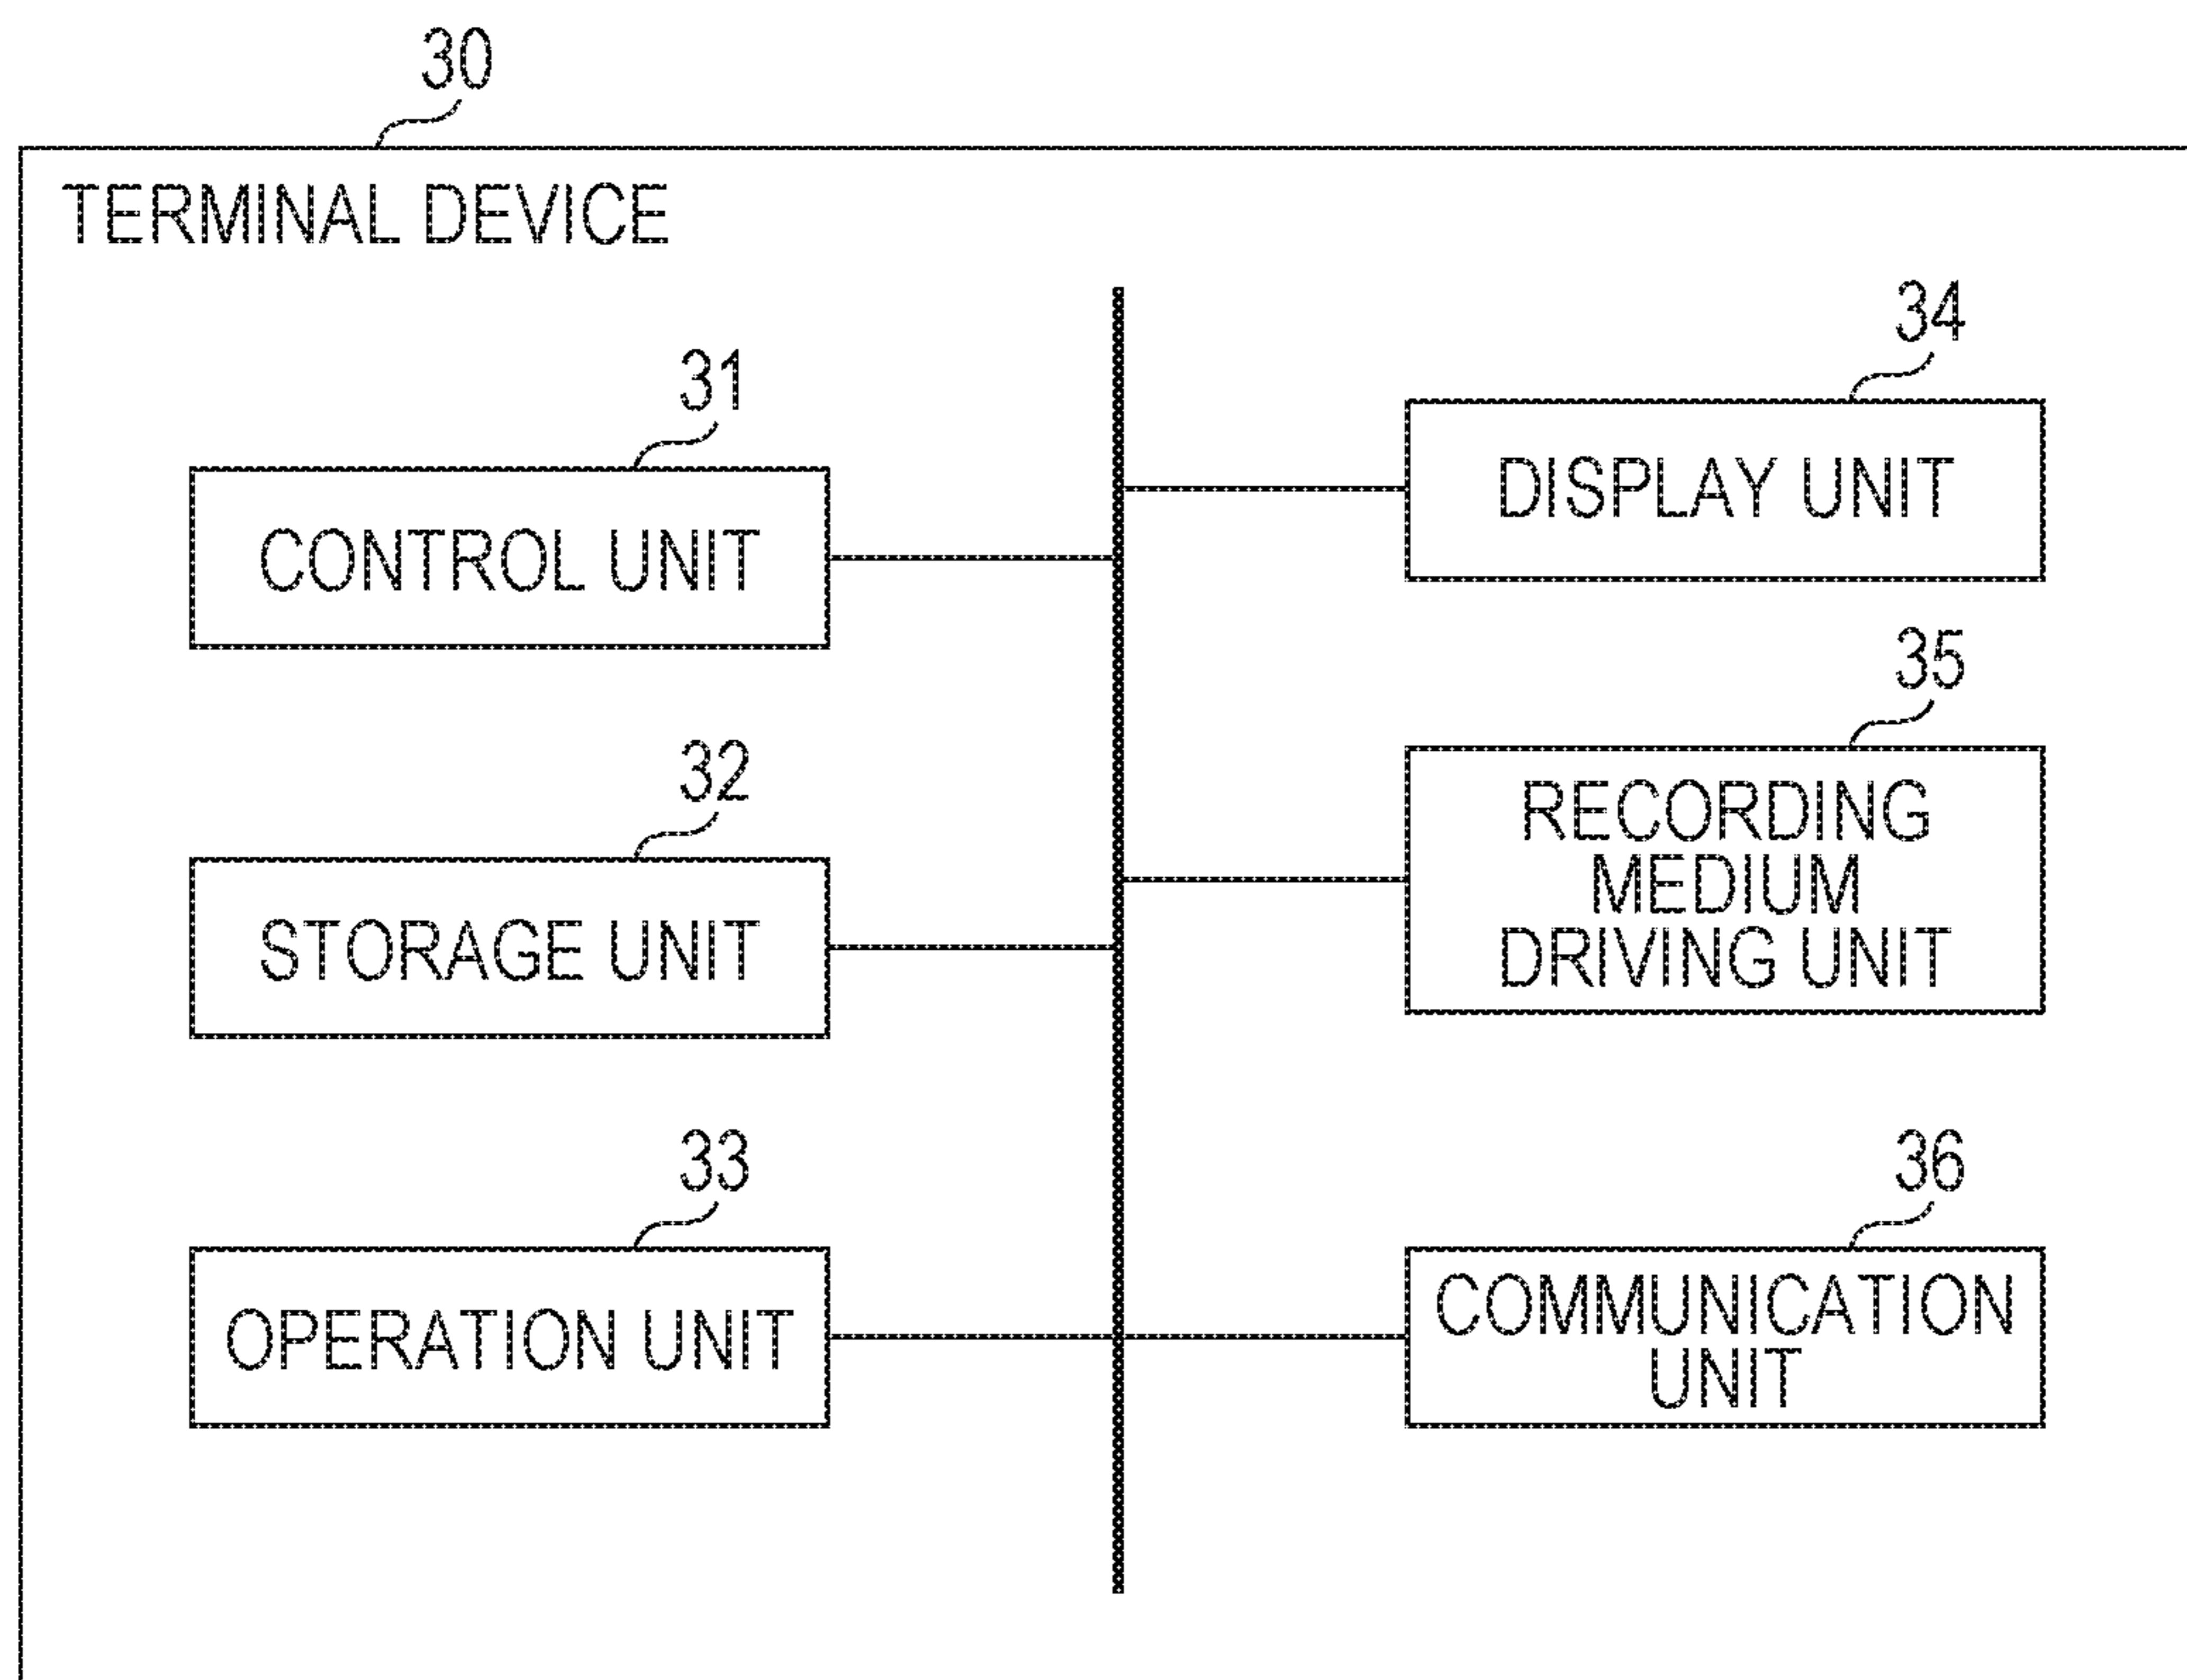 30
TERMINAL DEVICE
31
CONTROL UNIT
32
STORAGE UNIT
33
OPERATION UNIT
34
DISPLAY UNIT
35
RECORDING
MEDIUM
DRIVING UNIT
36
COMMUNICATION
UNIT